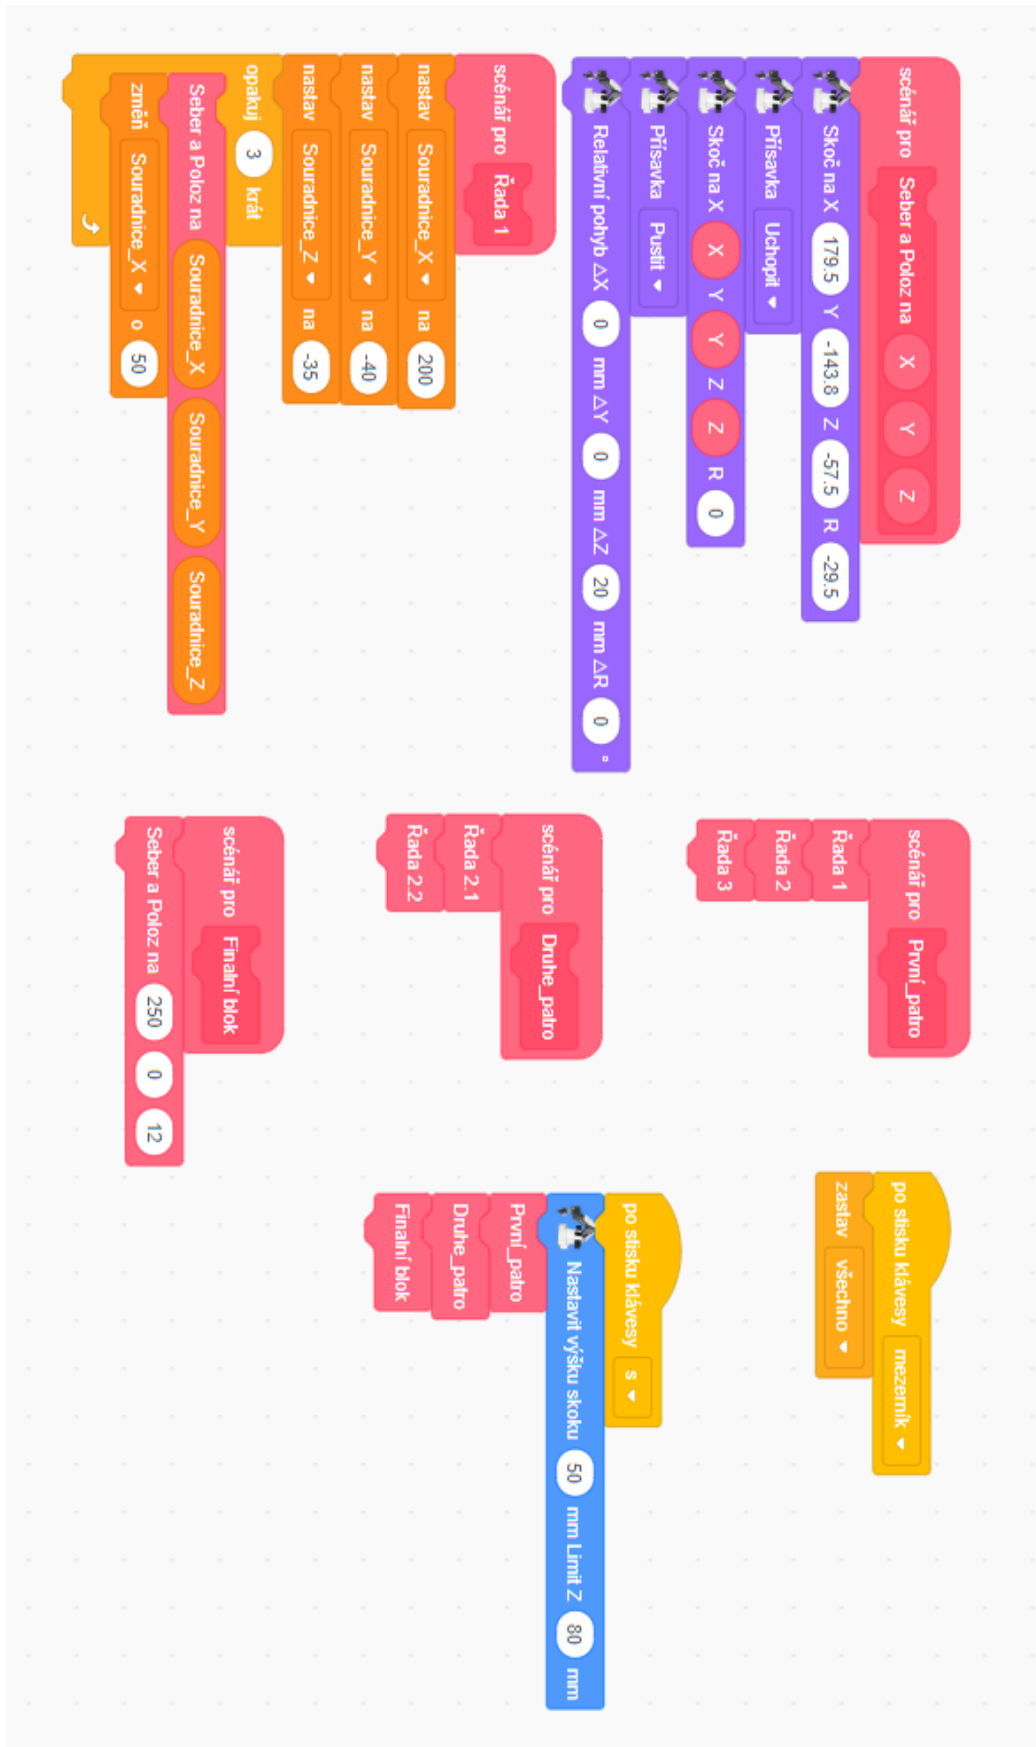 scénář pro Seber a Poloz na X Y Z
Skoč na X 179.5 Y -143.8 Z -57.5 R -29.5
Přísavka Uchopit
Skoč na X X Y Y Z Z R 0
Přísavka Pustit
Relativní pohyb △X 0 mm △Y 0 mm △Z 20 mm △R 0 °
scénář pro Řada 1
nastav Souradnice_X na 200
nastav Souradnice_Y na -40
nastav Souradnice_Z na -35
opakuj 3 krát
Seber a Poloz na Souradnice_X Souradnice_Y Souradnice_Z
změň Souradnice_X o 50
scénář pro První_patro
Řada 1
Řada 2
Řada 3
scénář pro Druhe_patro
Řada 2.1
Řada 2.2
scénář pro Finalní blok
Seber a Poloz na 250 0 12
po stisku klávesy mezerník
zastav všechno
po stisku klávesy s
Nastavit výšku skoku 50 mm Limit Z 80 mm
První_patro
Druhe_patro
Finalní blok